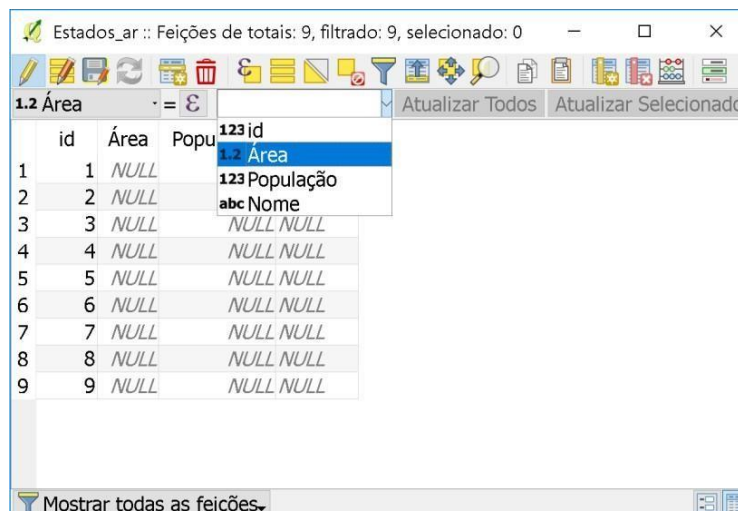 Estados_ar :: Feições de totais: 9, filtrado: 9, selecionado: 0
1.2 Área = ε Atualizar Todos Atualizar Selecionado
id Área Popu
123 id
1.2 Área
123 População
abc Nome
1 1 NULL
2 2 NULL
3 3 NULL NULL NULL
4 4 NULL NULL NULL
5 5 NULL NULL NULL
6 6 NULL NULL NULL
7 7 NULL NULL NULL
8 8 NULL NULL NULL
9 9 NULL NULL NULL
Mostrar todas as feições